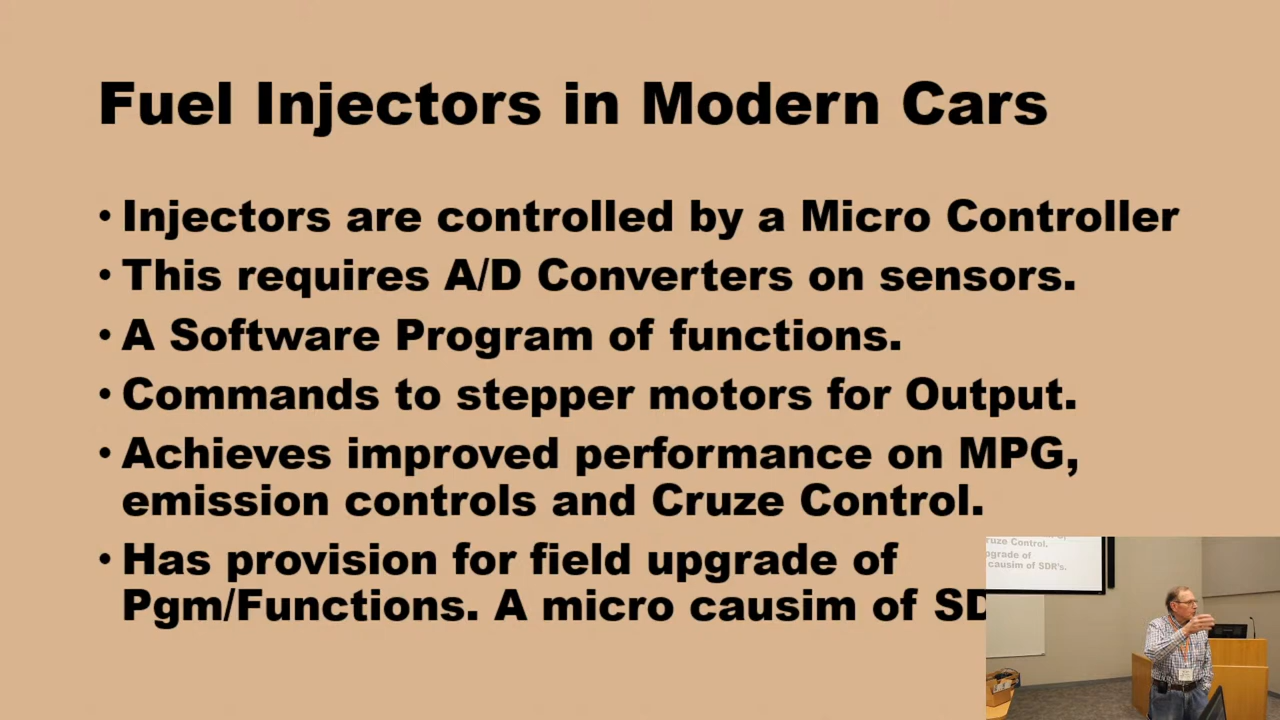 Fuel Injectors in Modern Cars
• Injectors are controlled by a Micro Controller
• This requires A/D Converters on sensors.
• A Software Program of functions.
• Commands to stepper motors for Output.
• Achieves improved performance on MPG,
emission controls and Cruze Control.
• Has provision for field upgrade of
Pgm/Functions. A micro causim of SD
ruze Control.
pgrade of
causim of SDR's.